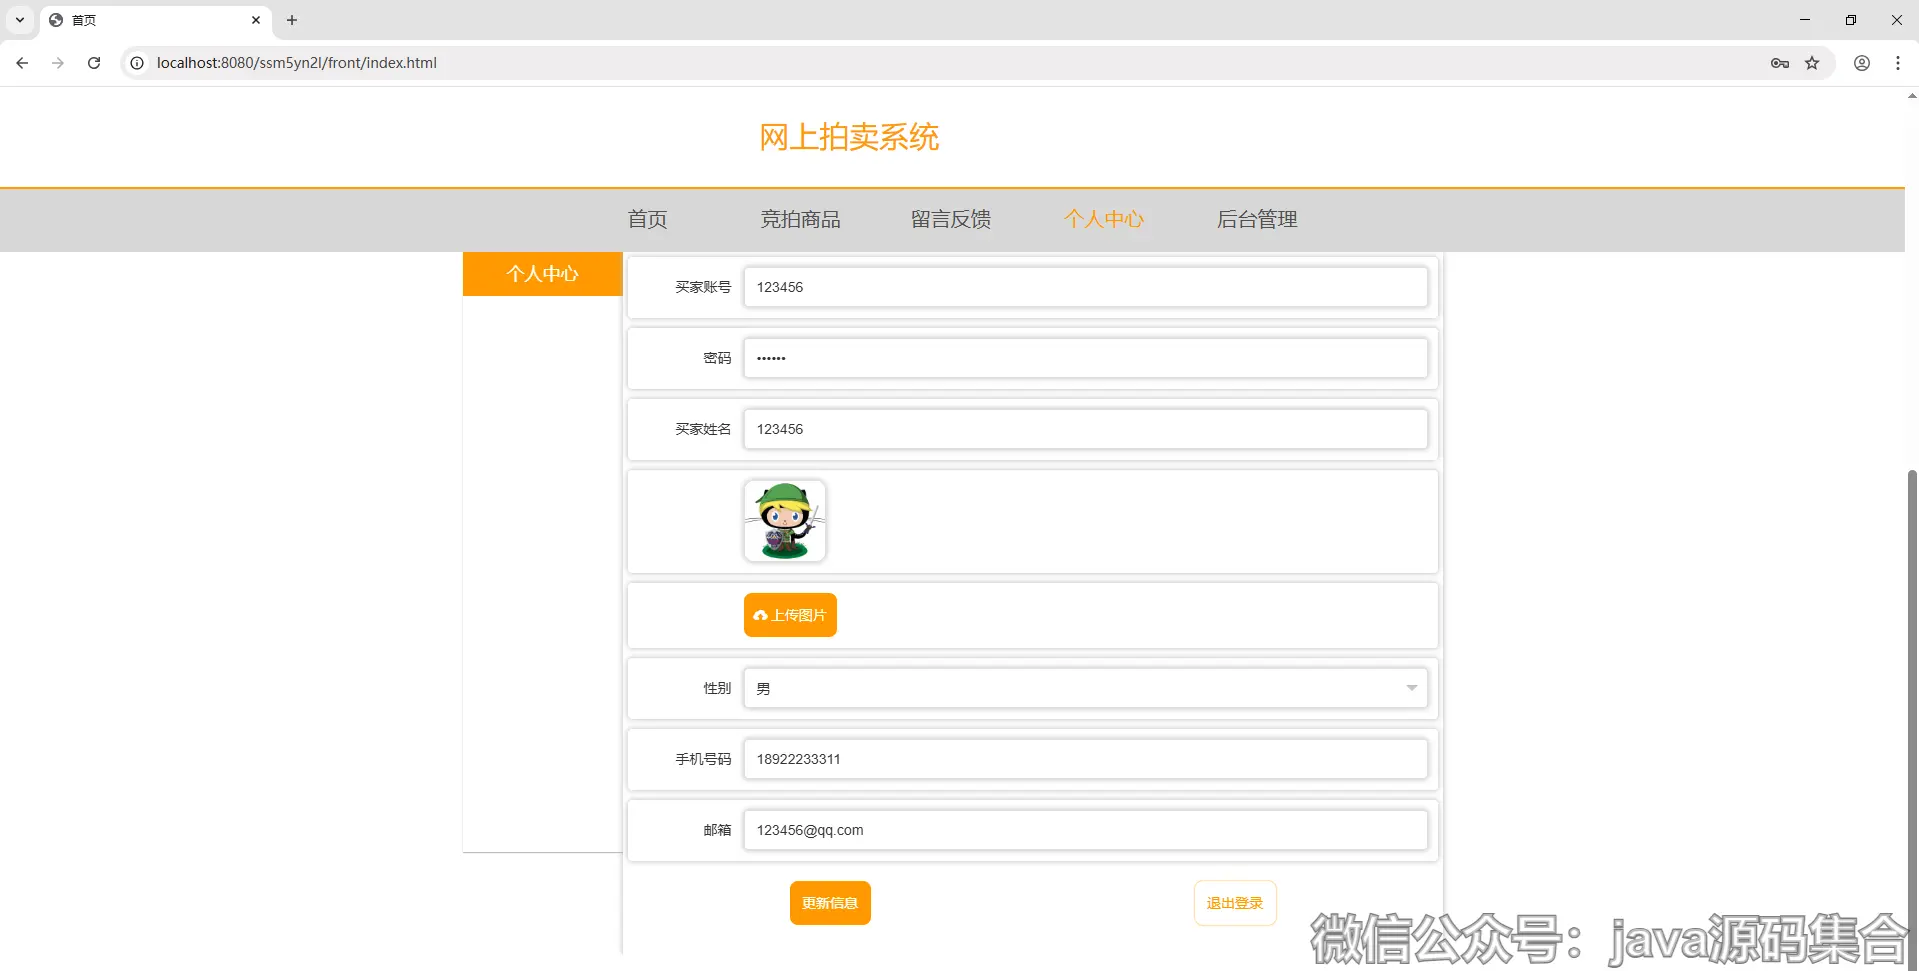 首页
localhost:8080/ssm5yn2l/front/index.html
网上拍卖系统
首页 竞拍商品 留言反馈 个人中心 后台管理
个人中心
买家账号 123456
密码 ••••••
买家姓名 123456
上传图片
性别 男
手机号码 18922233311
邮箱 123456@qq.com
更新信息 退出登录
微信公众号：java源码集合